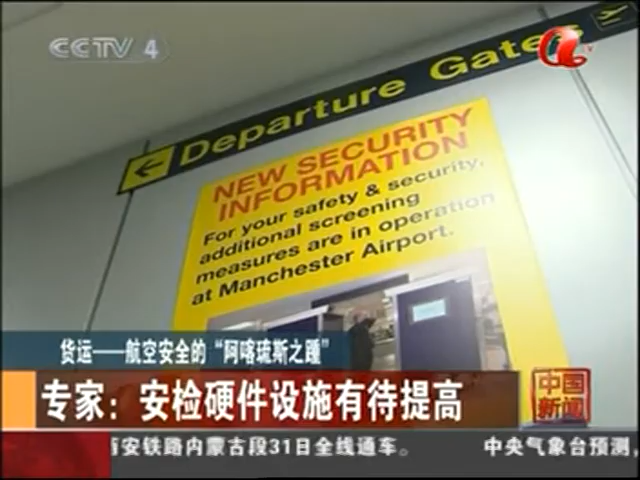 CCTV 4
Departure Gates
NEW SECURITY
INFORMATION
For your safety & security,
additional screening
measures are in operation
at Manchester Airport.
货运——航空安全的“阿喀琉斯之踵”
专家：安检硬件设施有待提高
中国
新闻
西安铁路内蒙古段31日全线通车。 中央气象台预测，